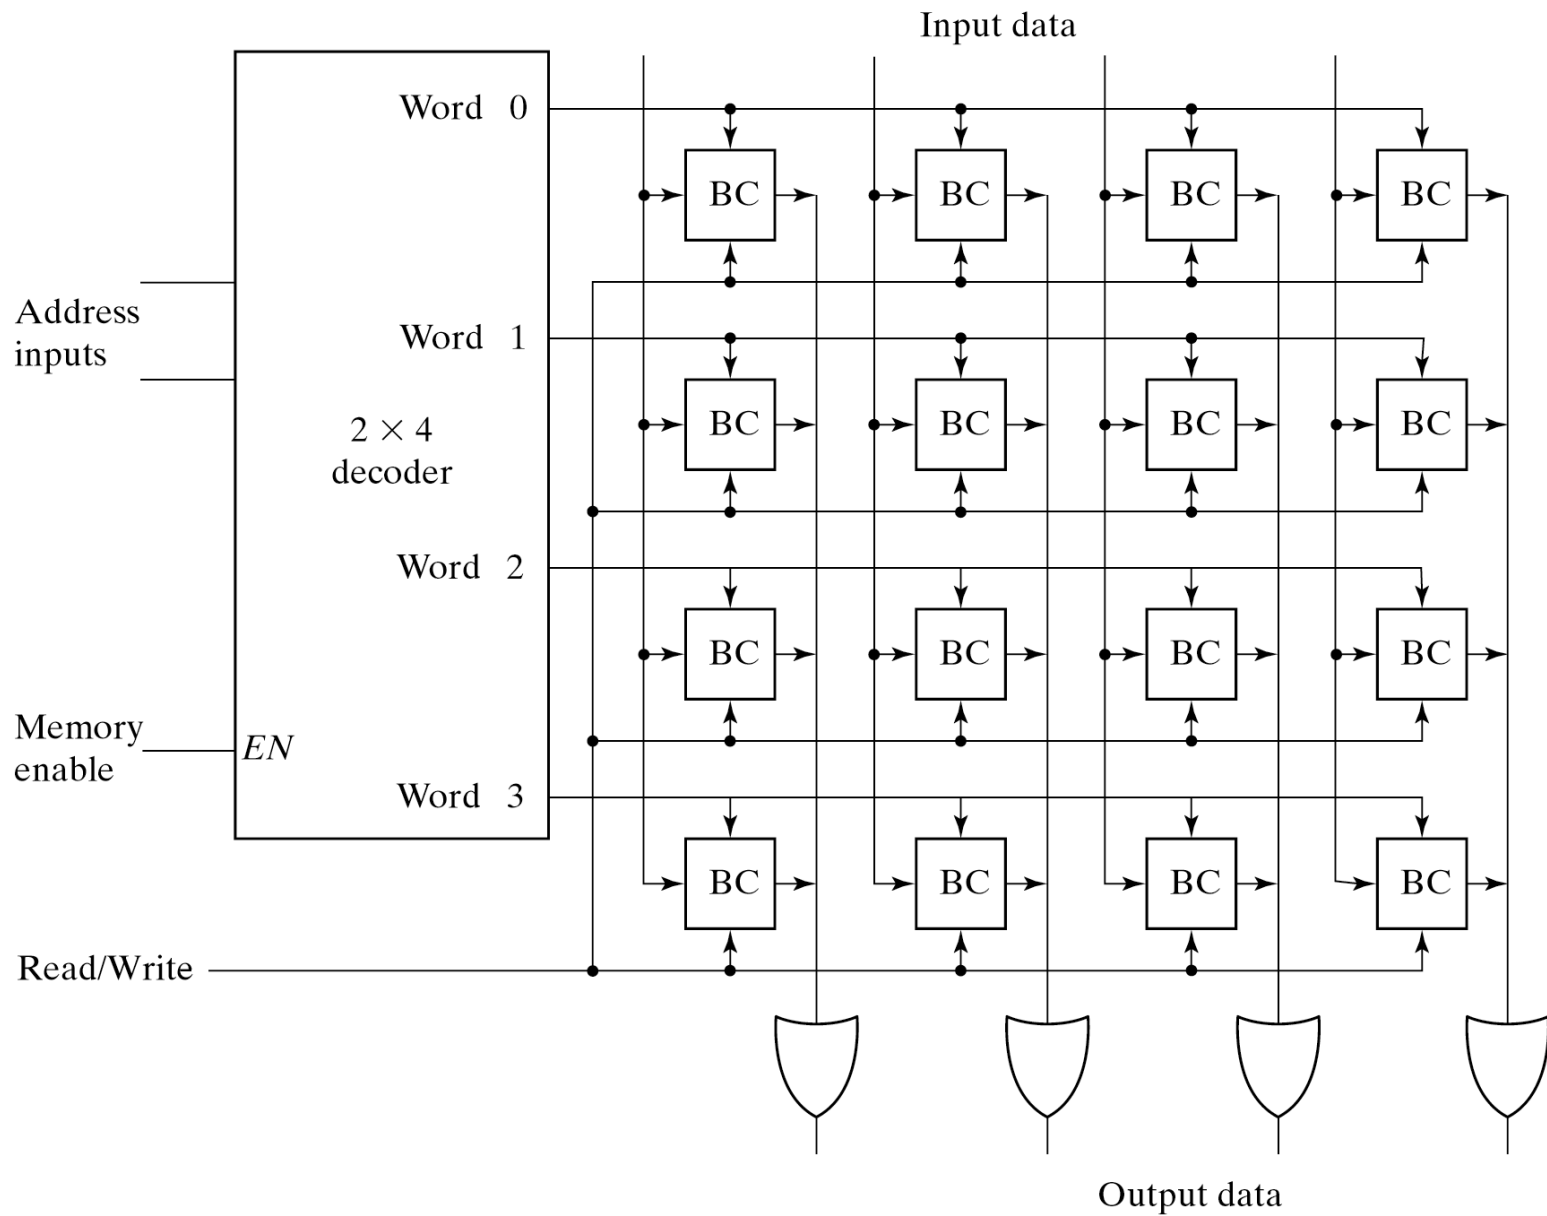 Input data
Word 0
BC BC BC BC
Address
inputs
Word 1
BC BC BC BC
2 × 4
decoder
Word 2
BC BC BC BC
Memory
enable
EN
Word 3
BC BC BC BC
Read/Write
Output data